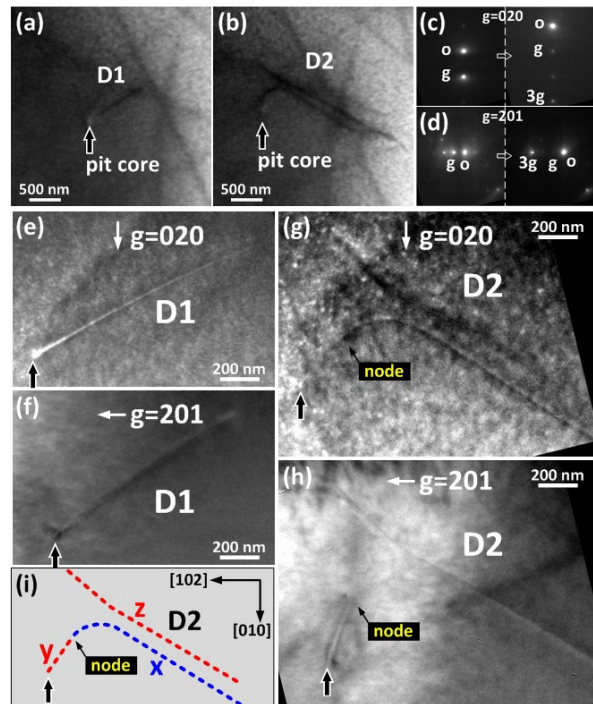 (a)
D1
pit core
500 nm
(b)
D2
pit core
500 nm
(c)
g=020
o
o
g
g
3g
(d)
g=201
g
o
3g
g
o
(e)
g=020
D1
200 nm
(f)
g=201
D1
200 nm
(g)
g=020
200 nm
D2
node
(h)
g=201
200 nm
D2
node
(i)
[102]
D2
[010]
z
y
node
x